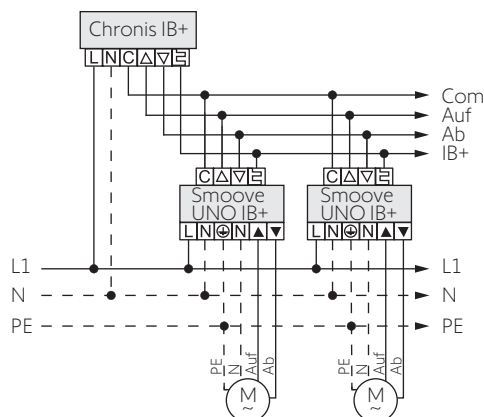 Chronis IB+
L N C △ ▽
Com
Auf
Ab
IB+
C △ ▽ C △ ▽
Smoove Smoove
UNO IB+ UNO IB+
L N ⏚ N ▲ ▼ L N ⏚ N ▲ ▼
L1 L1
N N
PE PE
PE N Auf Ab PE N Auf Ab
M M
~ ~